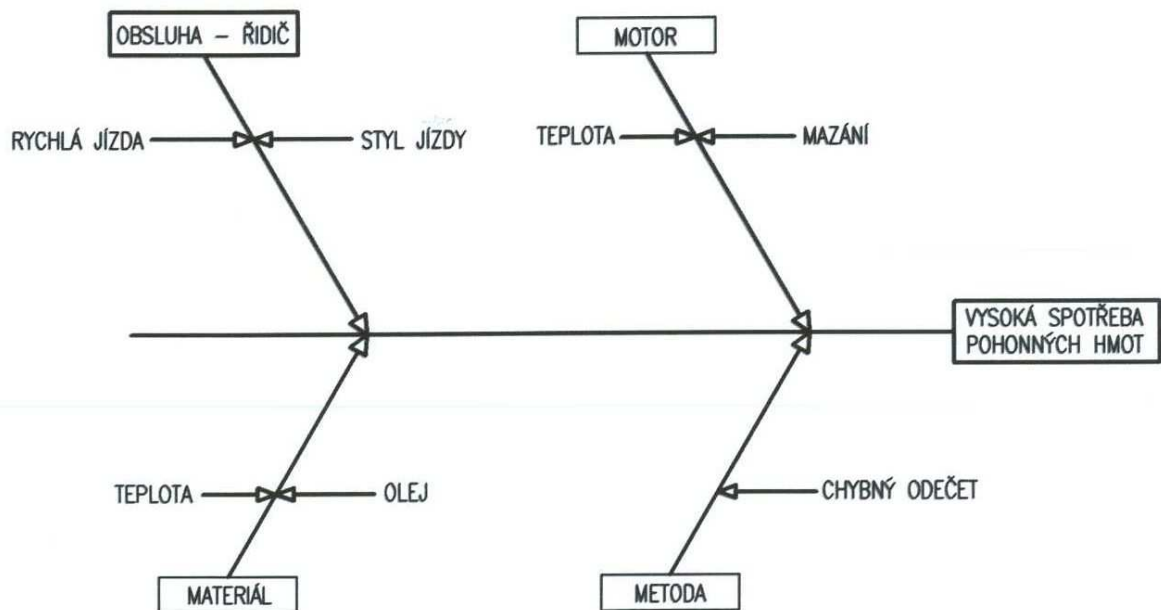 OBSLUHA – ŘIDIČ
MOTOR
RYCHLÁ JÍZDA
STYL JÍZDY
TEPLOTA
MAZÁNÍ
VYSOKÁ SPOTŘEBA
POHONNÝCH HMOT
TEPLOTA
OLEJ
CHYBNÝ ODEČET
MATERIÁL
METODA